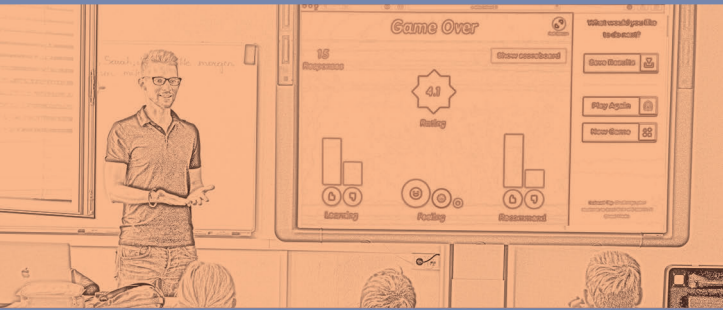 Game Over
What would you like
to do next?
15
Responses
Show scoreboard
4.1
Rating
Save Results
Play Again
New Game
Learning
Feeling
Recommend